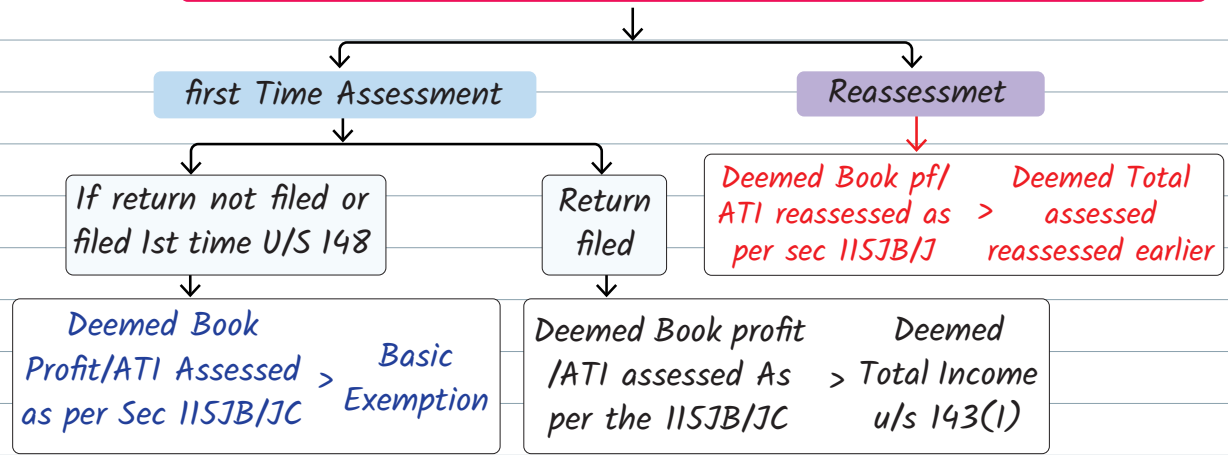 first Time Assessment
Reassessmet
If return not filed or
filed 1st time U/S 148
Return
filed
Deemed Book pf/
ATI reassessed as
per sec 115JB/J
>
Deemed Total
assessed
reassessed earlier
Deemed Book
Profit/ATI Assessed
as per Sec 115JB/JC
>
Basic
Exemption
Deemed Book profit
/ATI assessed As
per the 115JB/JC
>
Deemed
Total Income
u/s 143(1)